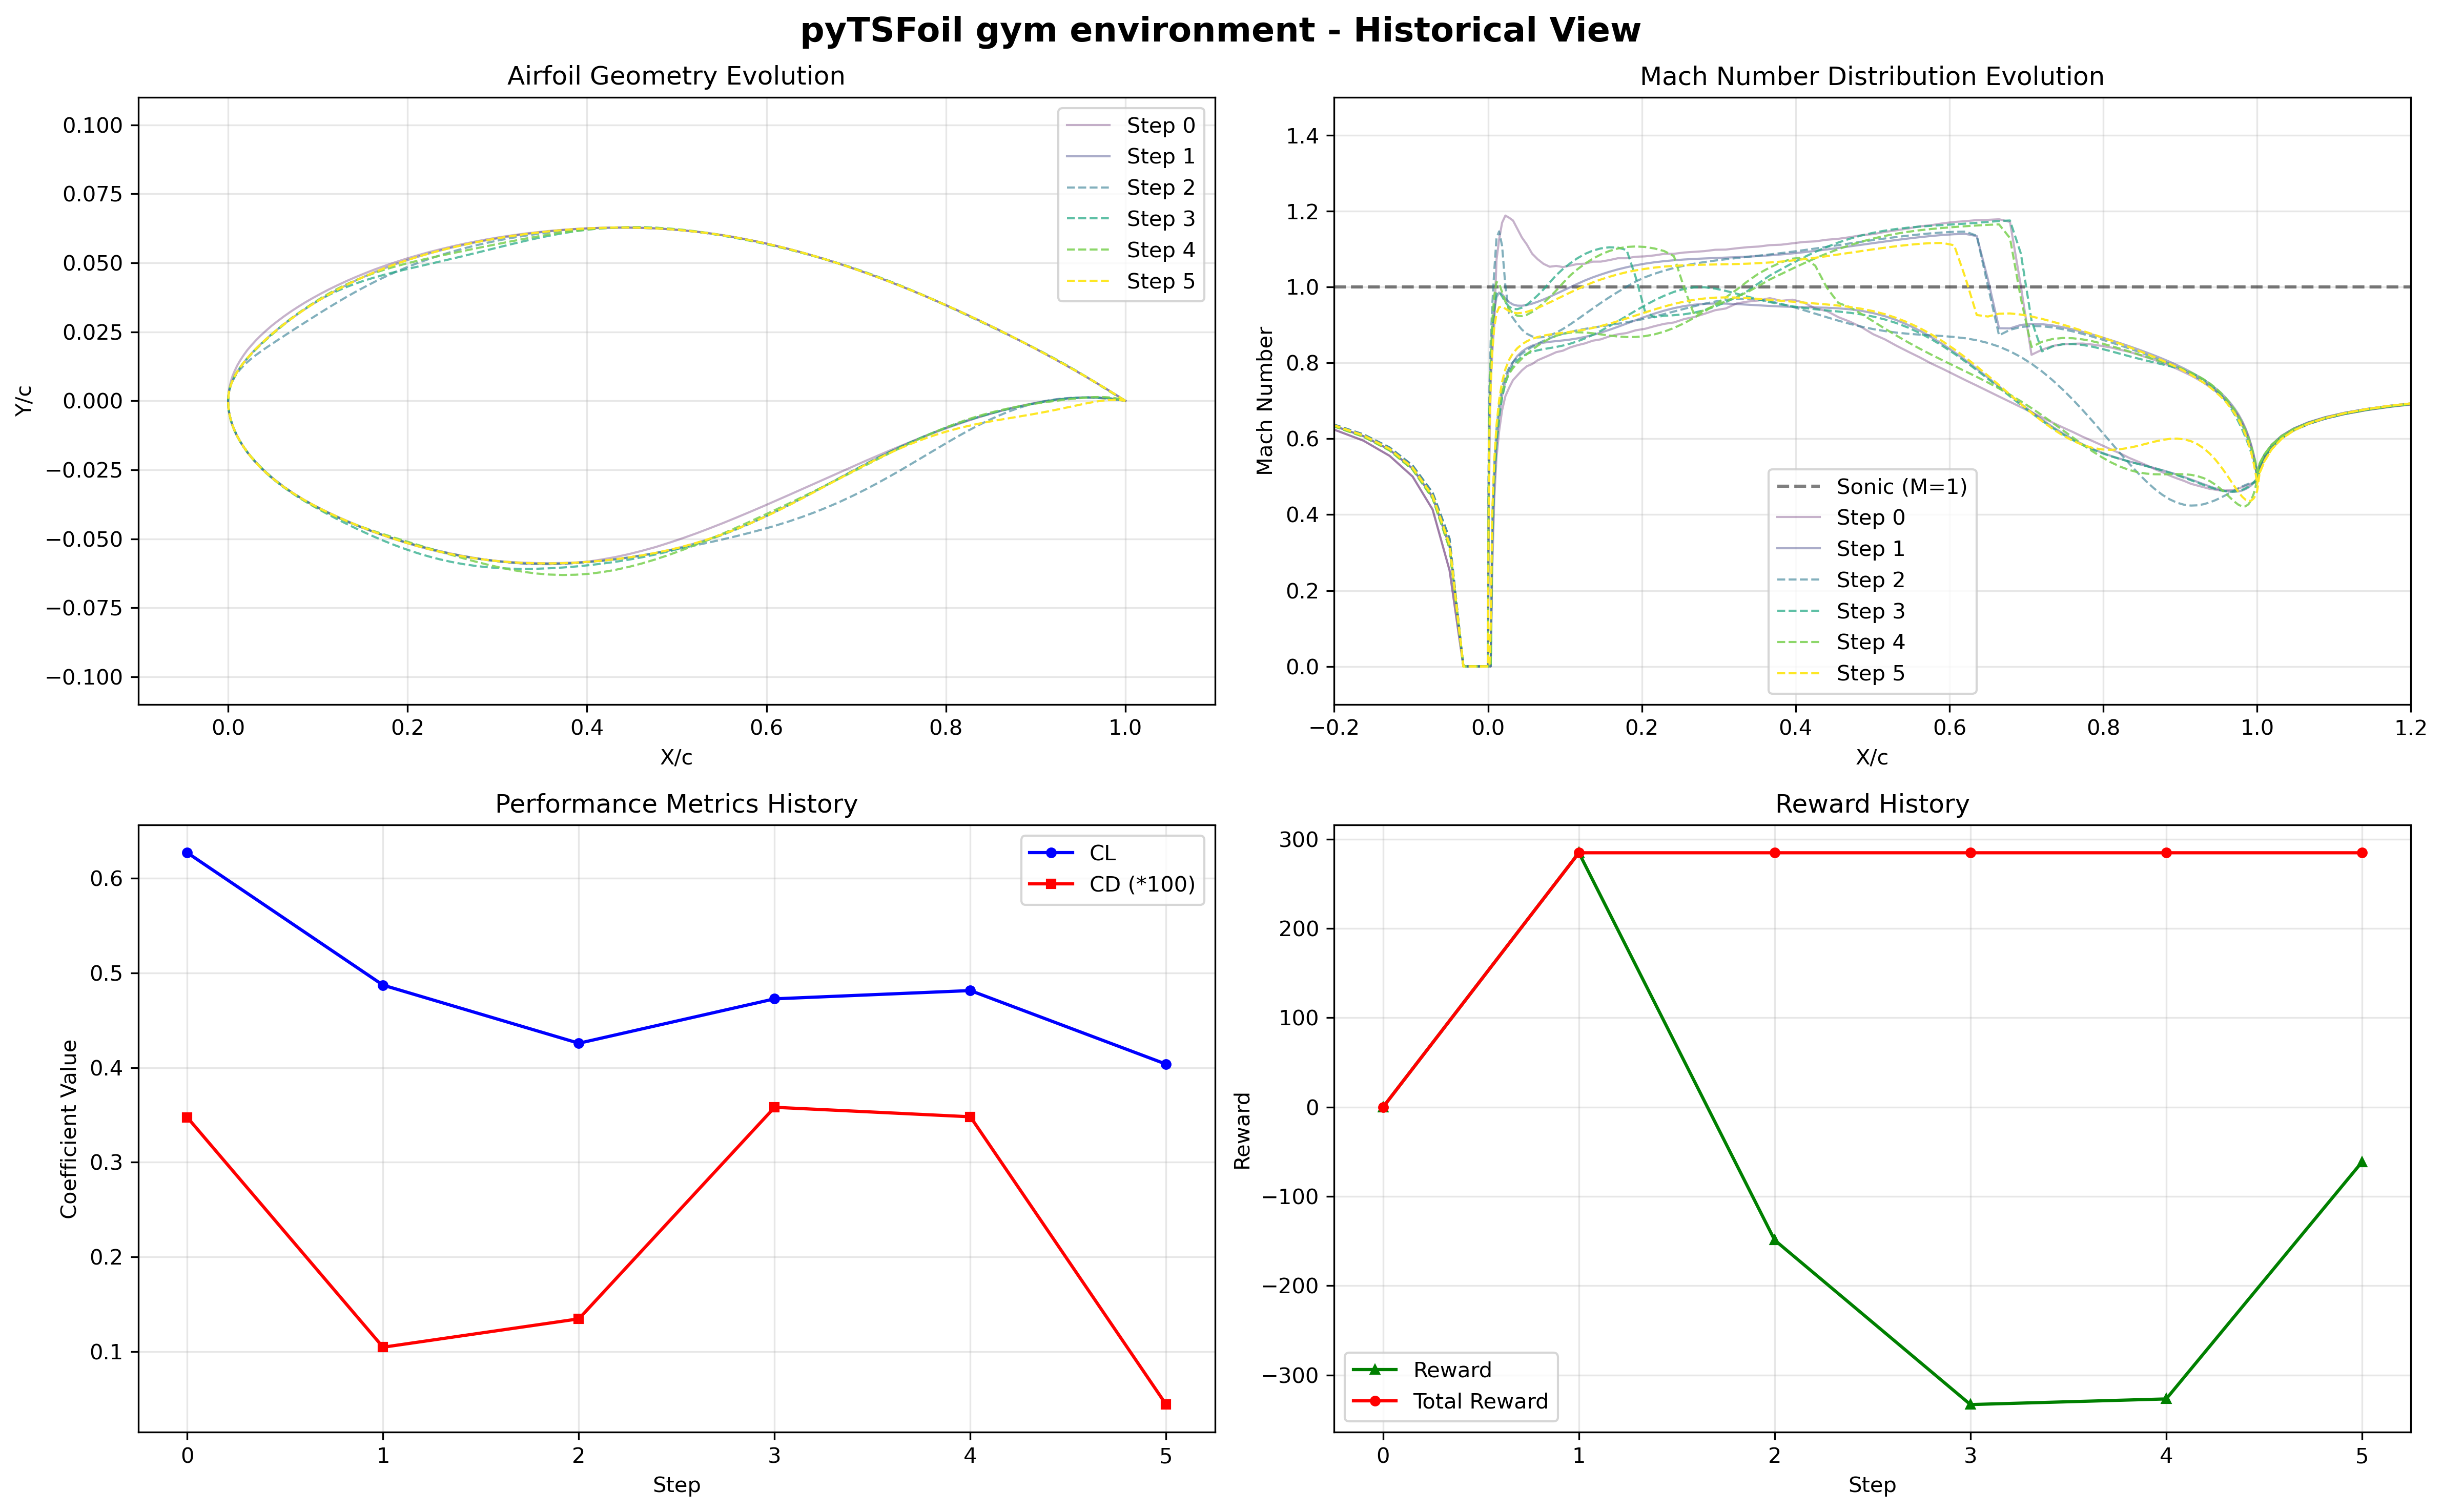 pyTSFoil gym environment - Historical View
Airfoil Geometry Evolution
0.100
0.075
0.050
0.025
0.000
−0.025
−0.050
−0.075
−0.100
Y/c
0.0
0.2
0.4
0.6
0.8
1.0
X/c
Step 0
Step 1
Step 2
Step 3
Step 4
Step 5
Mach Number Distribution Evolution
1.4
1.2
1.0
0.8
0.6
0.4
0.2
0.0
Mach Number
−0.2
0.0
0.2
0.4
0.6
0.8
1.0
1.2
X/c
Sonic (M=1)
Step 0
Step 1
Step 2
Step 3
Step 4
Step 5
Performance Metrics History
0.6
0.5
0.4
0.3
0.2
0.1
Coefficient Value
0
1
2
3
4
5
Step
CL
CD (*100)
Reward History
300
200
100
0
−100
−200
−300
Reward
0
1
2
3
4
5
Step
Reward
Total Reward